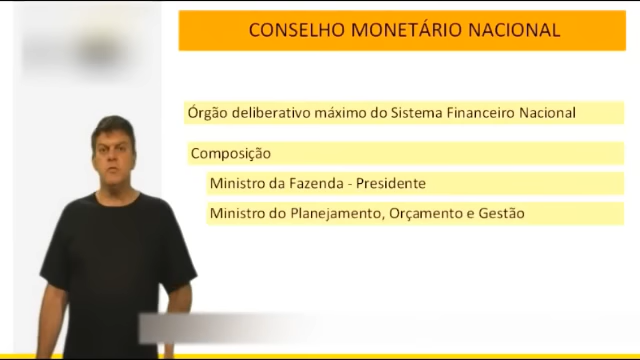 CONSELHO MONETÁRIO NACIONAL
Órgão deliberativo máximo do Sistema Financeiro Nacional
Composição
Ministro da Fazenda - Presidente
Ministro do Planejamento, Orçamento e Gestão